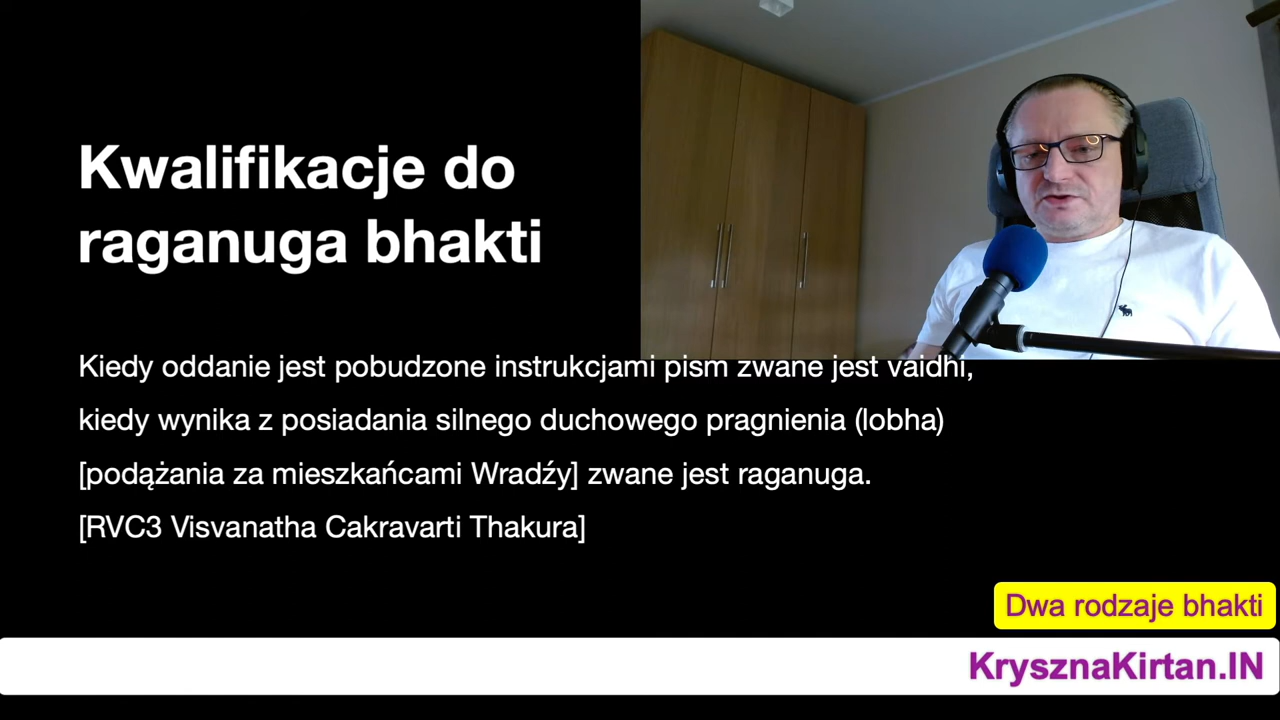 Kwalifikacje do
raganuga bhakti
Kiedy oddanie jest pobudzone instrukcjami pism zwane jest vaidhi,
kiedy wynika z posiadania silnego duchowego pragnienia (lobha)
[podążania za mieszkańcami Wradźy] zwane jest raganuga.
[RVC3 Visvanatha Cakravarti Thakura]
Dwa rodzaje bhakti
KrysznaKirtan.IN